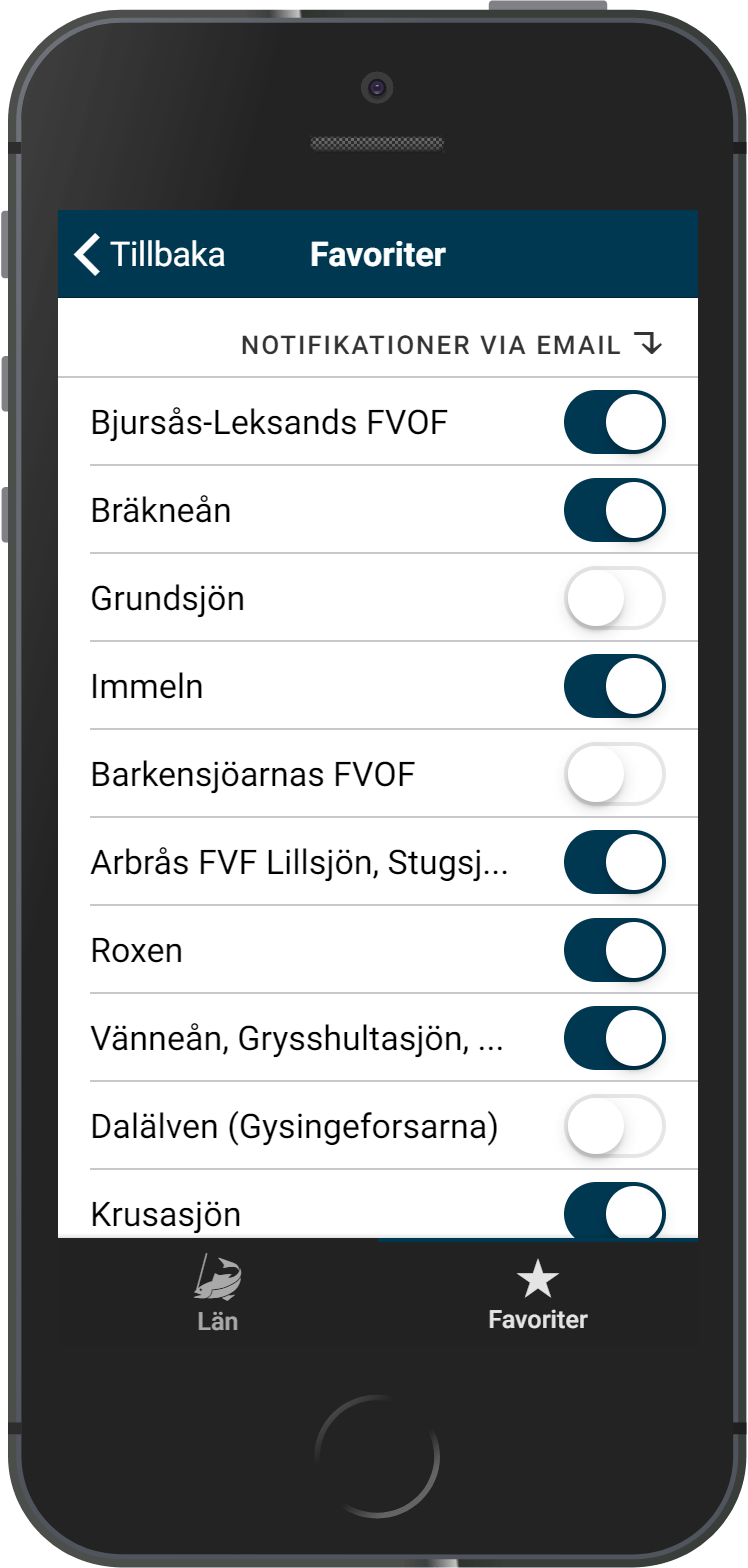 Tillbaka Favoriter
NOTIFIKATIONER VIA EMAIL
Bjursås-Leksands FVOF
Bräkneån
Grundsjön
Immeln
Barkensjöarnas FVOF
Arbrås FVF Lillsjön, Stugsj...
Roxen
Vänneån, Grysshultasjön, ...
Dalälven (Gysingeforsarna)
Krusasjön
Län Favoriter